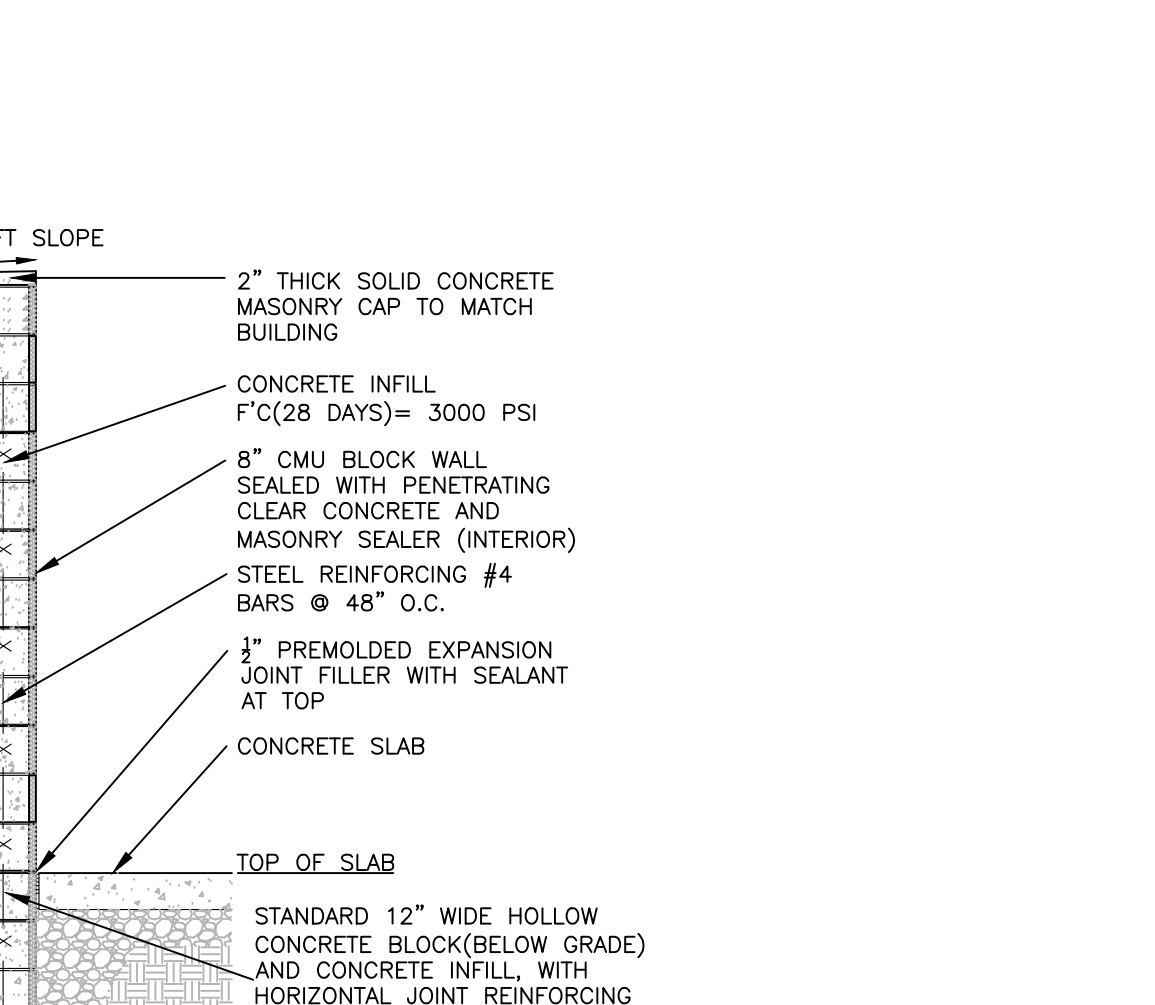 FT SLOPE
2" THICK SOLID CONCRETE
MASONRY CAP TO MATCH
BUILDING
CONCRETE INFILL
F'C(28 DAYS)= 3000 PSI
8" CMU BLOCK WALL
SEALED WITH PENETRATING
CLEAR CONCRETE AND
MASONRY SEALER (INTERIOR)
STEEL REINFORCING #4
BARS @ 48" O.C.
½" PREMOLDED EXPANSION
JOINT FILLER WITH SEALANT
AT TOP
CONCRETE SLAB
TOP OF SLAB
STANDARD 12" WIDE HOLLOW
CONCRETE BLOCK(BELOW GRADE)
AND CONCRETE INFILL, WITH
HORIZONTAL JOINT REINFORCING